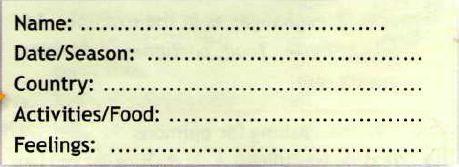 Name: ..........................................
Date/Season: ......................................
Country: ...........................................
Activities/Food: ...................................
Feelings: ..........................................